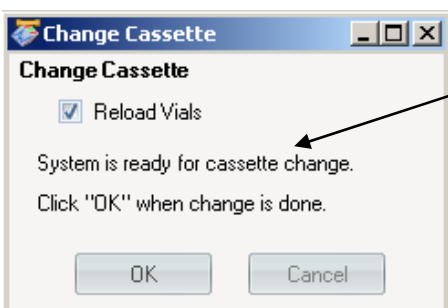 Change Cassette
Change Cassette
Reload Vials
System is ready for cassette change.
Click "OK" when change is done.
OK Cancel